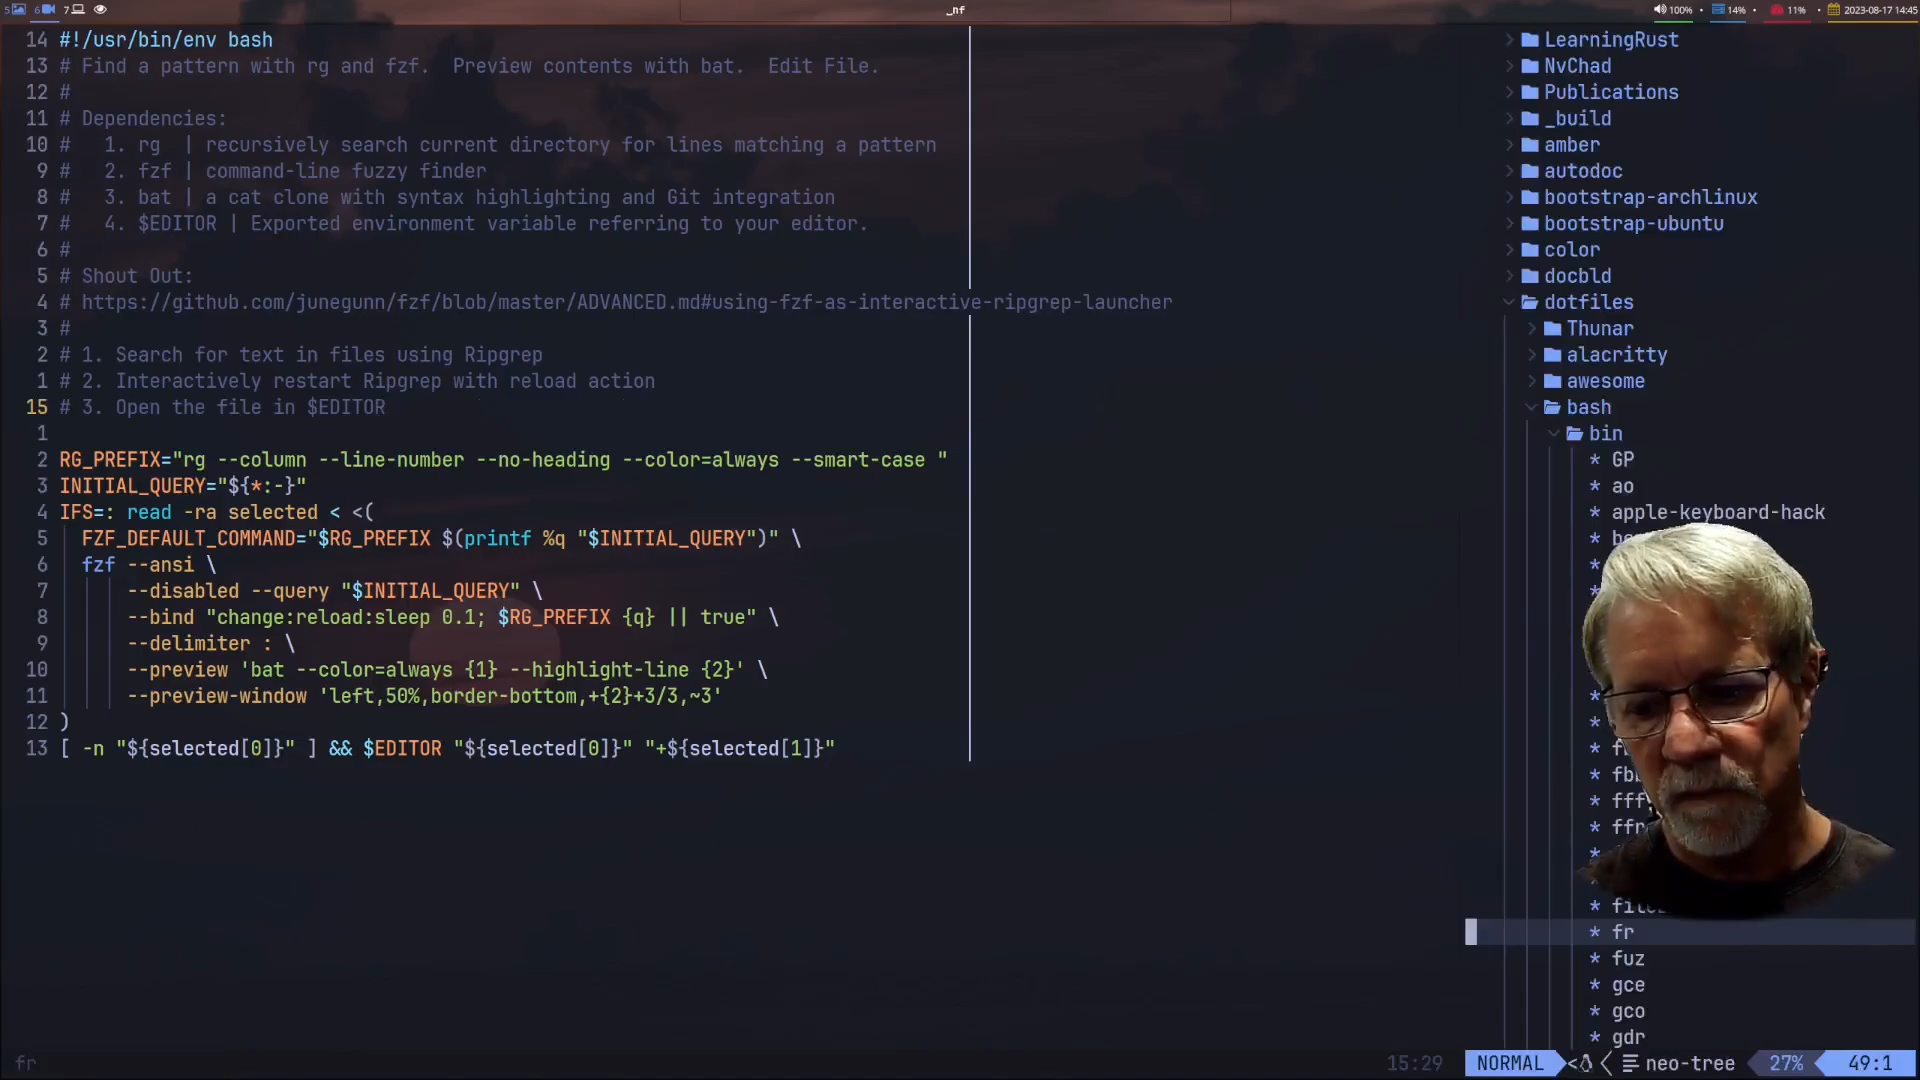 5 6 7
_nf
100% • 14% • 11% • 2023-08-17 14:45
14 #!/usr/bin/env bash
13 # Find a pattern with rg and fzf.  Preview contents with bat.  Edit File.
12 #
11 # Dependencies:
10 #   1. rg  | recursively search current directory for lines matching a pattern
9 #   2. fzf | command-line fuzzy finder
8 #   3. bat | a cat clone with syntax highlighting and Git integration
7 #   4. $EDITOR | Exported environment variable referring to your editor.
6 #
5 # Shout Out:
4 # https://github.com/junegunn/fzf/blob/master/ADVANCED.md#using-fzf-as-interactive-ripgrep-launcher
3 #
2 # 1. Search for text in files using Ripgrep
1 # 2. Interactively restart Ripgrep with reload action
15 # 3. Open the file in $EDITOR
1
2 RG_PREFIX="rg --column --line-number --no-heading --color=always --smart-case "
3 INITIAL_QUERY="${*:-}"
4 IFS=: read -ra selected < <(
5   FZF_DEFAULT_COMMAND="$RG_PREFIX $(printf %q "$INITIAL_QUERY")" \
6   fzf --ansi \
7       --disabled --query "$INITIAL_QUERY" \
8       --bind "change:reload:sleep 0.1; $RG_PREFIX {q} || true" \
9       --delimiter : \
10       --preview 'bat --color=always {1} --highlight-line {2}' \
11       --preview-window 'left,50%,border-bottom,+{2}+3/3,~3'
12 )
13 [ -n "${selected[0]}" ] && $EDITOR "${selected[0]}" "+${selected[1]}"
LearningRust
NvChad
Publications
_build
amber
autodoc
bootstrap-archlinux
bootstrap-ubuntu
color
docbld
dotfiles
Thunar
alacritty
awesome
bash
bin
* GP
* ao
* apple-keyboard-hack
*
*
*
*
*
*
*
*
*
*
* fr
* fuz
* gce
* gco
* gdr
fr
15:29 NORMAL < neo-tree 27% 49:1